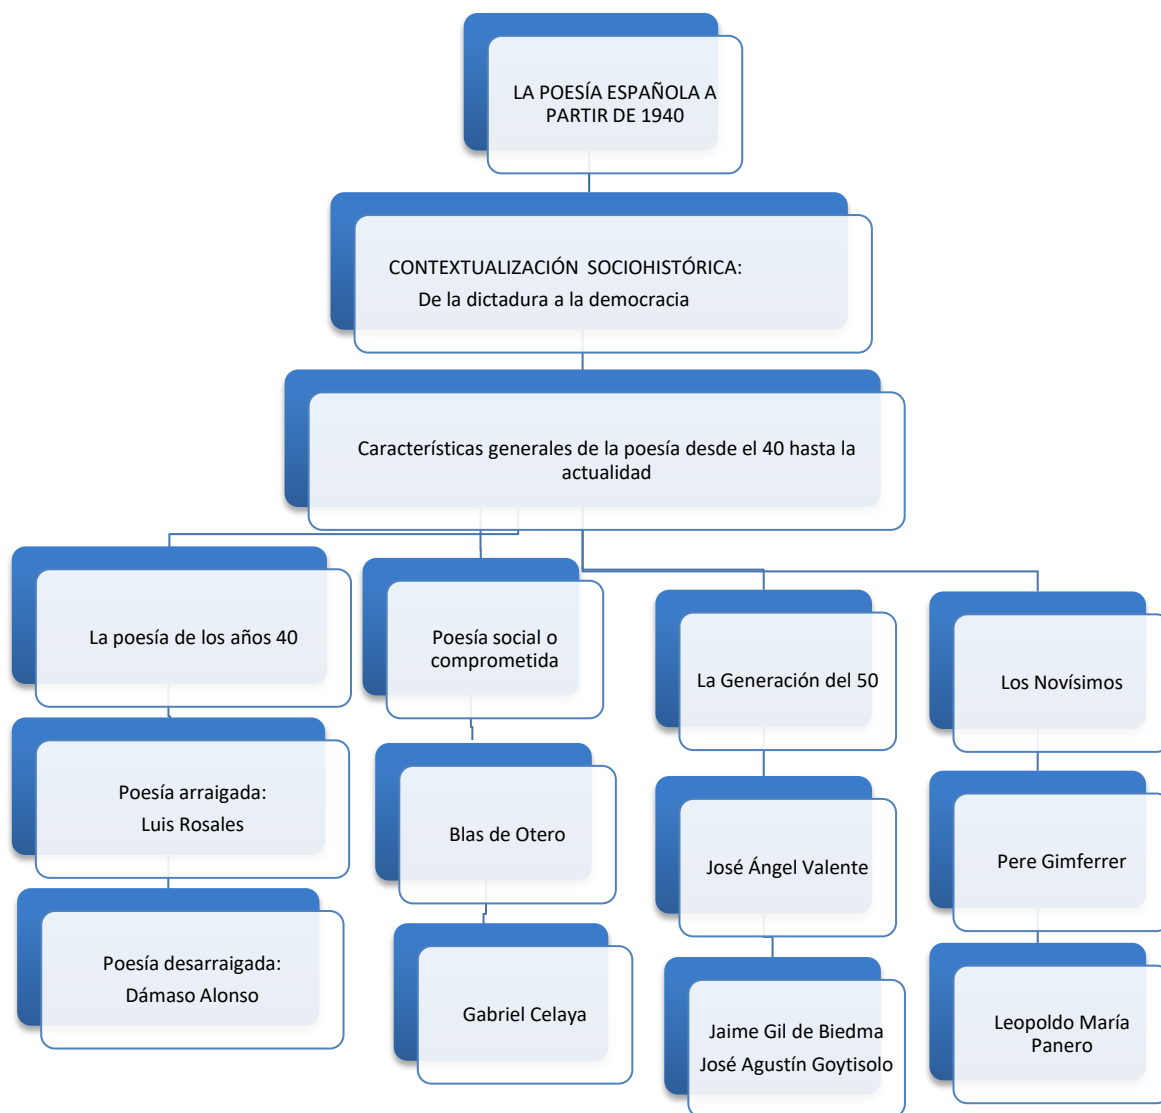 LA POESÍA ESPAÑOLA A
PARTIR DE 1940
CONTEXTUALIZACIÓN SOCIOHISTÓRICA:
De la dictadura a la democracia
Características generales de la poesía desde el 40 hasta la
actualidad
La poesía de los años 40
Poesía arraigada:
Luis Rosales
Poesía desarraigada:
Dámaso Alonso
Poesía social o
comprometida
Blas de Otero
Gabriel Celaya
La Generación del 50
José Ángel Valente
Jaime Gil de Biedma
José Agustín Goytisolo
Los Novísimos
Pere Gimferrer
Leopoldo María
Panero